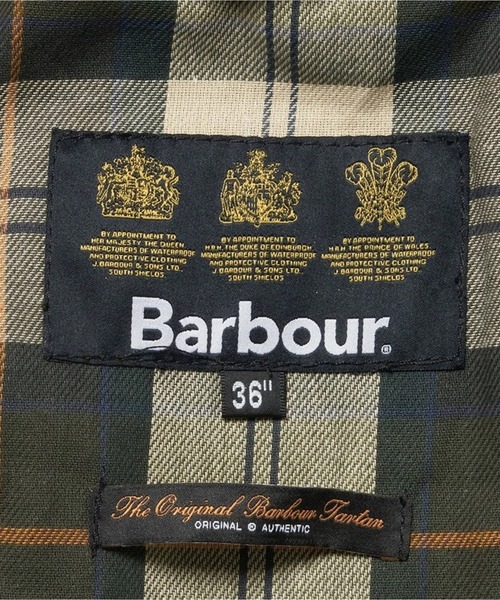 BY APPOINTMENT TO
HER MAJESTY THE QUEEN
MANUFACTURERS OF WATERPROOF
AND PROTECTIVE CLOTHING
J. BARBOUR & SONS LTD.
SOUTH SHIELDS
BY APPOINTMENT TO
H.R.H. THE DUKE OF EDINBURGH
MANUFACTURERS OF WATERPROOF
AND PROTECTIVE CLOTHING
J. BARBOUR & SONS LTD.
SOUTH SHIELDS
BY APPOINTMENT TO
H.R.H. THE PRINCE OF WALES.
MANUFACTURERS OF WATERPROOF
AND PROTECTIVE CLOTHING
J. BARBOUR & SONS LTD.
SOUTH SHIELDS
Barbour®
36"
The Original Barbour Tartan
ORIGINAL © AUTHENTIC